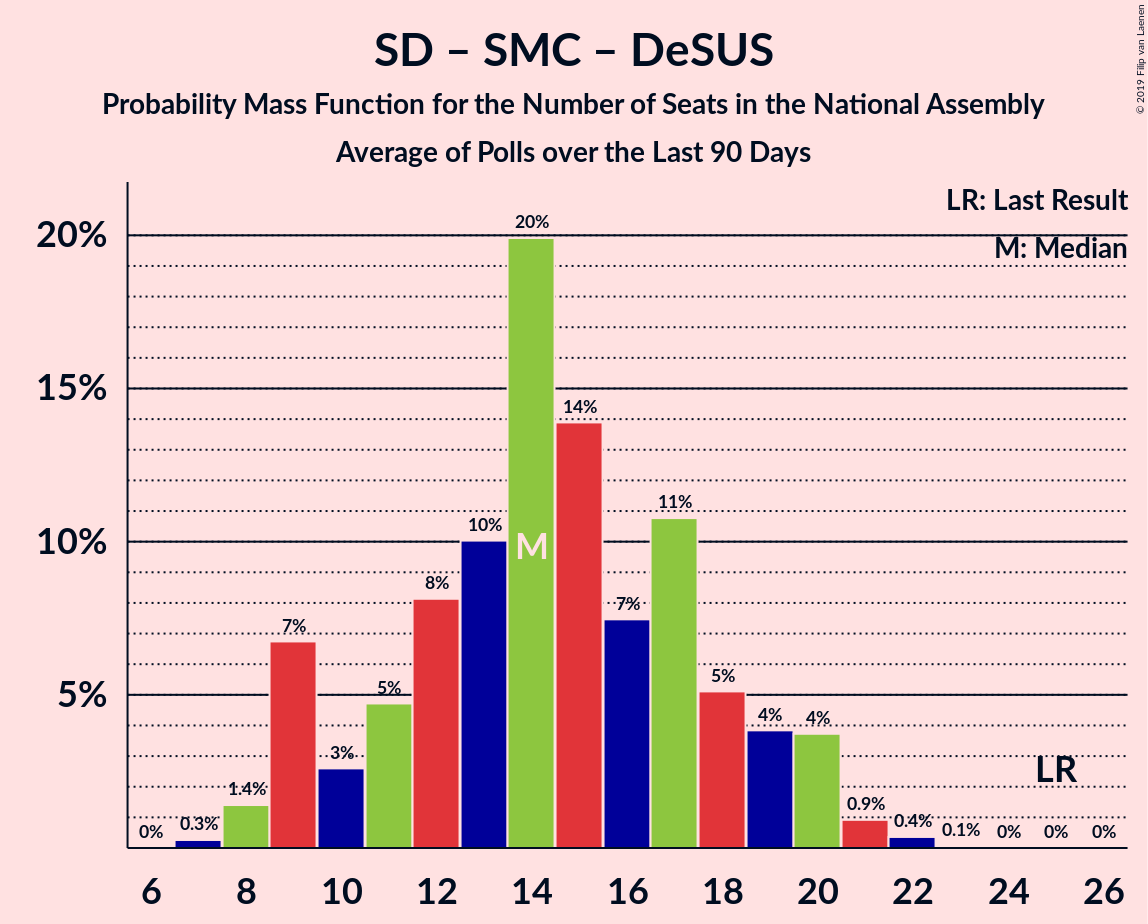 SD – SMC – DeSUS
Probability Mass Function for the Number of Seats in the National Assembly
Average of Polls over the Last 90 Days
© 2019 Filip van Laenen
LR: Last Result
M: Median
20%
15%
10%
5%
0%
0.3%
1.4%
7%
3%
5%
8%
10%
20%
14%
7%
11%
5%
4%
4%
0.9%
0.4%
0.1%
0%
0%
0%
M
LR
6 8 10 12 14 16 18 20 22 24 26